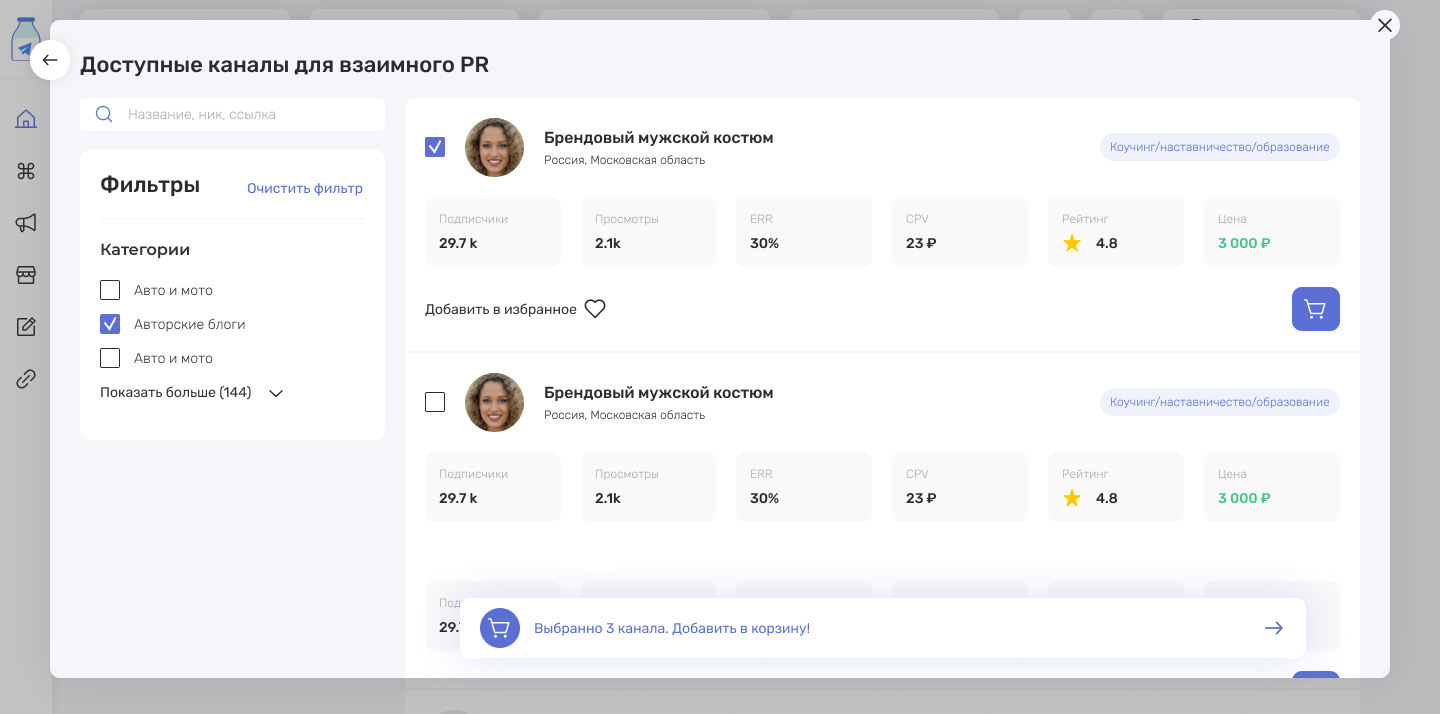 Доступные каналы для взаимного PR
Название, ник, ссылка
Фильтры
Очистить фильтр
Категории
Авто и мото
Авторские блоги
Авто и мото
Показать больше (144)
Брендовый мужской костюм
Россия, Московская область
Коучинг/наставничество/образование
Подписчики Просмотры ERR CPV Рейтинг Цена
29.7 k 2.1k 30% 23 ₽ 4.8 3 000 ₽
Добавить в избранное
Брендовый мужской костюм
Россия, Московская область
Коучинг/наставничество/образование
Подписчики Просмотры ERR CPV Рейтинг Цена
29.7 k 2.1k 30% 23 ₽ 4.8 3 000 ₽
Выбранно 3 канала. Добавить в корзину!